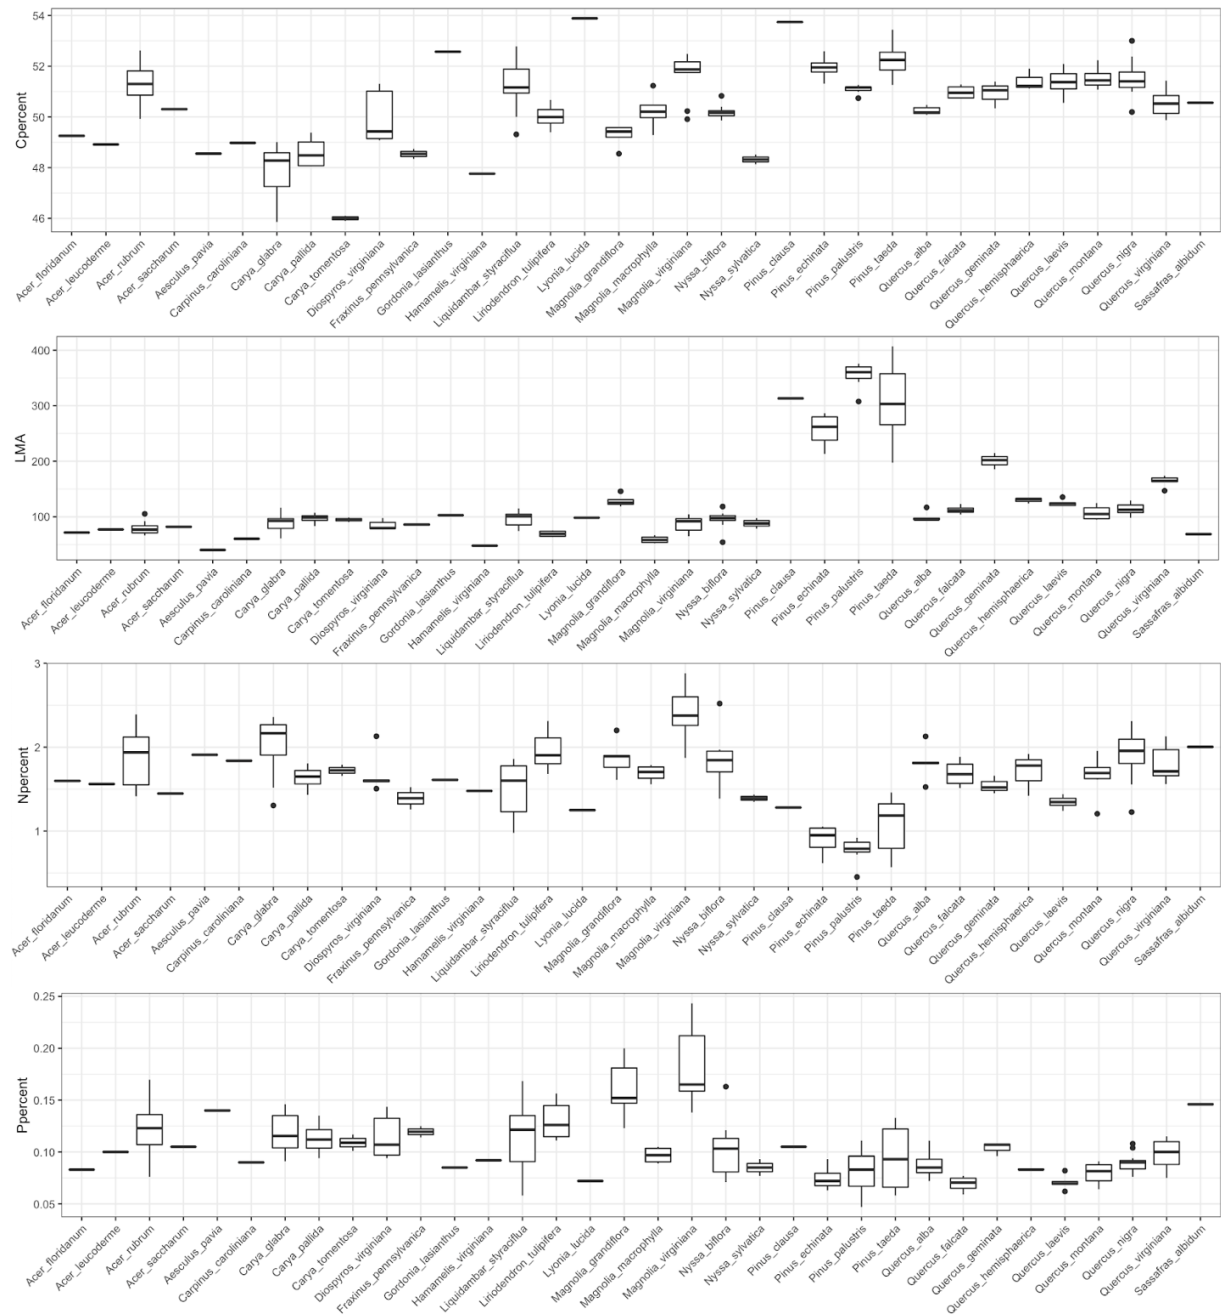 Cpercent
54
52
50
48
46
Acer_floridanum
Acer_leucoderme
Acer_rubrum
Acer_saccharum
Aesculus_pavia
Carpinus_caroliniana
Carya_glabra
Carya_pallida
Carya_tomentosa
Diospyros_virginiana
Fraxinus_pennsylvanica
Gordonia_lasianthus
Hamamelis_virginiana
Liquidambar_styraciflua
Liriodendron_tulipifera
Lyonia_lucida
Magnolia_grandiflora
Magnolia_macrophylla
Magnolia_virginiana
Nyssa_biflora
Nyssa_sylvatica
Pinus_clausa
Pinus_echinata
Pinus_palustris
Pinus_taeda
Quercus_alba
Quercus_falcata
Quercus_geminata
Quercus_hemisphaerica
Quercus_laevis
Quercus_montana
Quercus_nigra
Quercus_virginiana
Sassafras_albidum
LMA
400
300
200
100
Acer_floridanum
Acer_leucoderme
Acer_rubrum
Acer_saccharum
Aesculus_pavia
Carpinus_caroliniana
Carya_glabra
Carya_pallida
Carya_tomentosa
Diospyros_virginiana
Fraxinus_pennsylvanica
Gordonia_lasianthus
Hamamelis_virginiana
Liquidambar_styraciflua
Liriodendron_tulipifera
Lyonia_lucida
Magnolia_grandiflora
Magnolia_macrophylla
Magnolia_virginiana
Nyssa_biflora
Nyssa_sylvatica
Pinus_clausa
Pinus_echinata
Pinus_palustris
Pinus_taeda
Quercus_alba
Quercus_falcata
Quercus_geminata
Quercus_hemisphaerica
Quercus_laevis
Quercus_montana
Quercus_nigra
Quercus_virginiana
Sassafras_albidum
Npercent
3
2
1
Acer_floridanum
Acer_leucoderme
Acer_rubrum
Acer_saccharum
Aesculus_pavia
Carpinus_caroliniana
Carya_glabra
Carya_pallida
Carya_tomentosa
Diospyros_virginiana
Fraxinus_pennsylvanica
Gordonia_lasianthus
Hamamelis_virginiana
Liquidambar_styraciflua
Liriodendron_tulipifera
Lyonia_lucida
Magnolia_grandiflora
Magnolia_macrophylla
Magnolia_virginiana
Nyssa_biflora
Nyssa_sylvatica
Pinus_clausa
Pinus_echinata
Pinus_palustris
Pinus_taeda
Quercus_alba
Quercus_falcata
Quercus_geminata
Quercus_hemisphaerica
Quercus_laevis
Quercus_montana
Quercus_nigra
Quercus_virginiana
Sassafras_albidum
Ppercent
0.25
0.20
0.15
0.10
0.05
Acer_floridanum
Acer_leucoderme
Acer_rubrum
Acer_saccharum
Aesculus_pavia
Carpinus_caroliniana
Carya_glabra
Carya_pallida
Carya_tomentosa
Diospyros_virginiana
Fraxinus_pennsylvanica
Gordonia_lasianthus
Hamamelis_virginiana
Liquidambar_styraciflua
Liriodendron_tulipifera
Lyonia_lucida
Magnolia_grandiflora
Magnolia_macrophylla
Magnolia_virginiana
Nyssa_biflora
Nyssa_sylvatica
Pinus_clausa
Pinus_echinata
Pinus_palustris
Pinus_taeda
Quercus_alba
Quercus_falcata
Quercus_geminata
Quercus_hemisphaerica
Quercus_laevis
Quercus_montana
Quercus_nigra
Quercus_virginiana
Sassafras_albidum